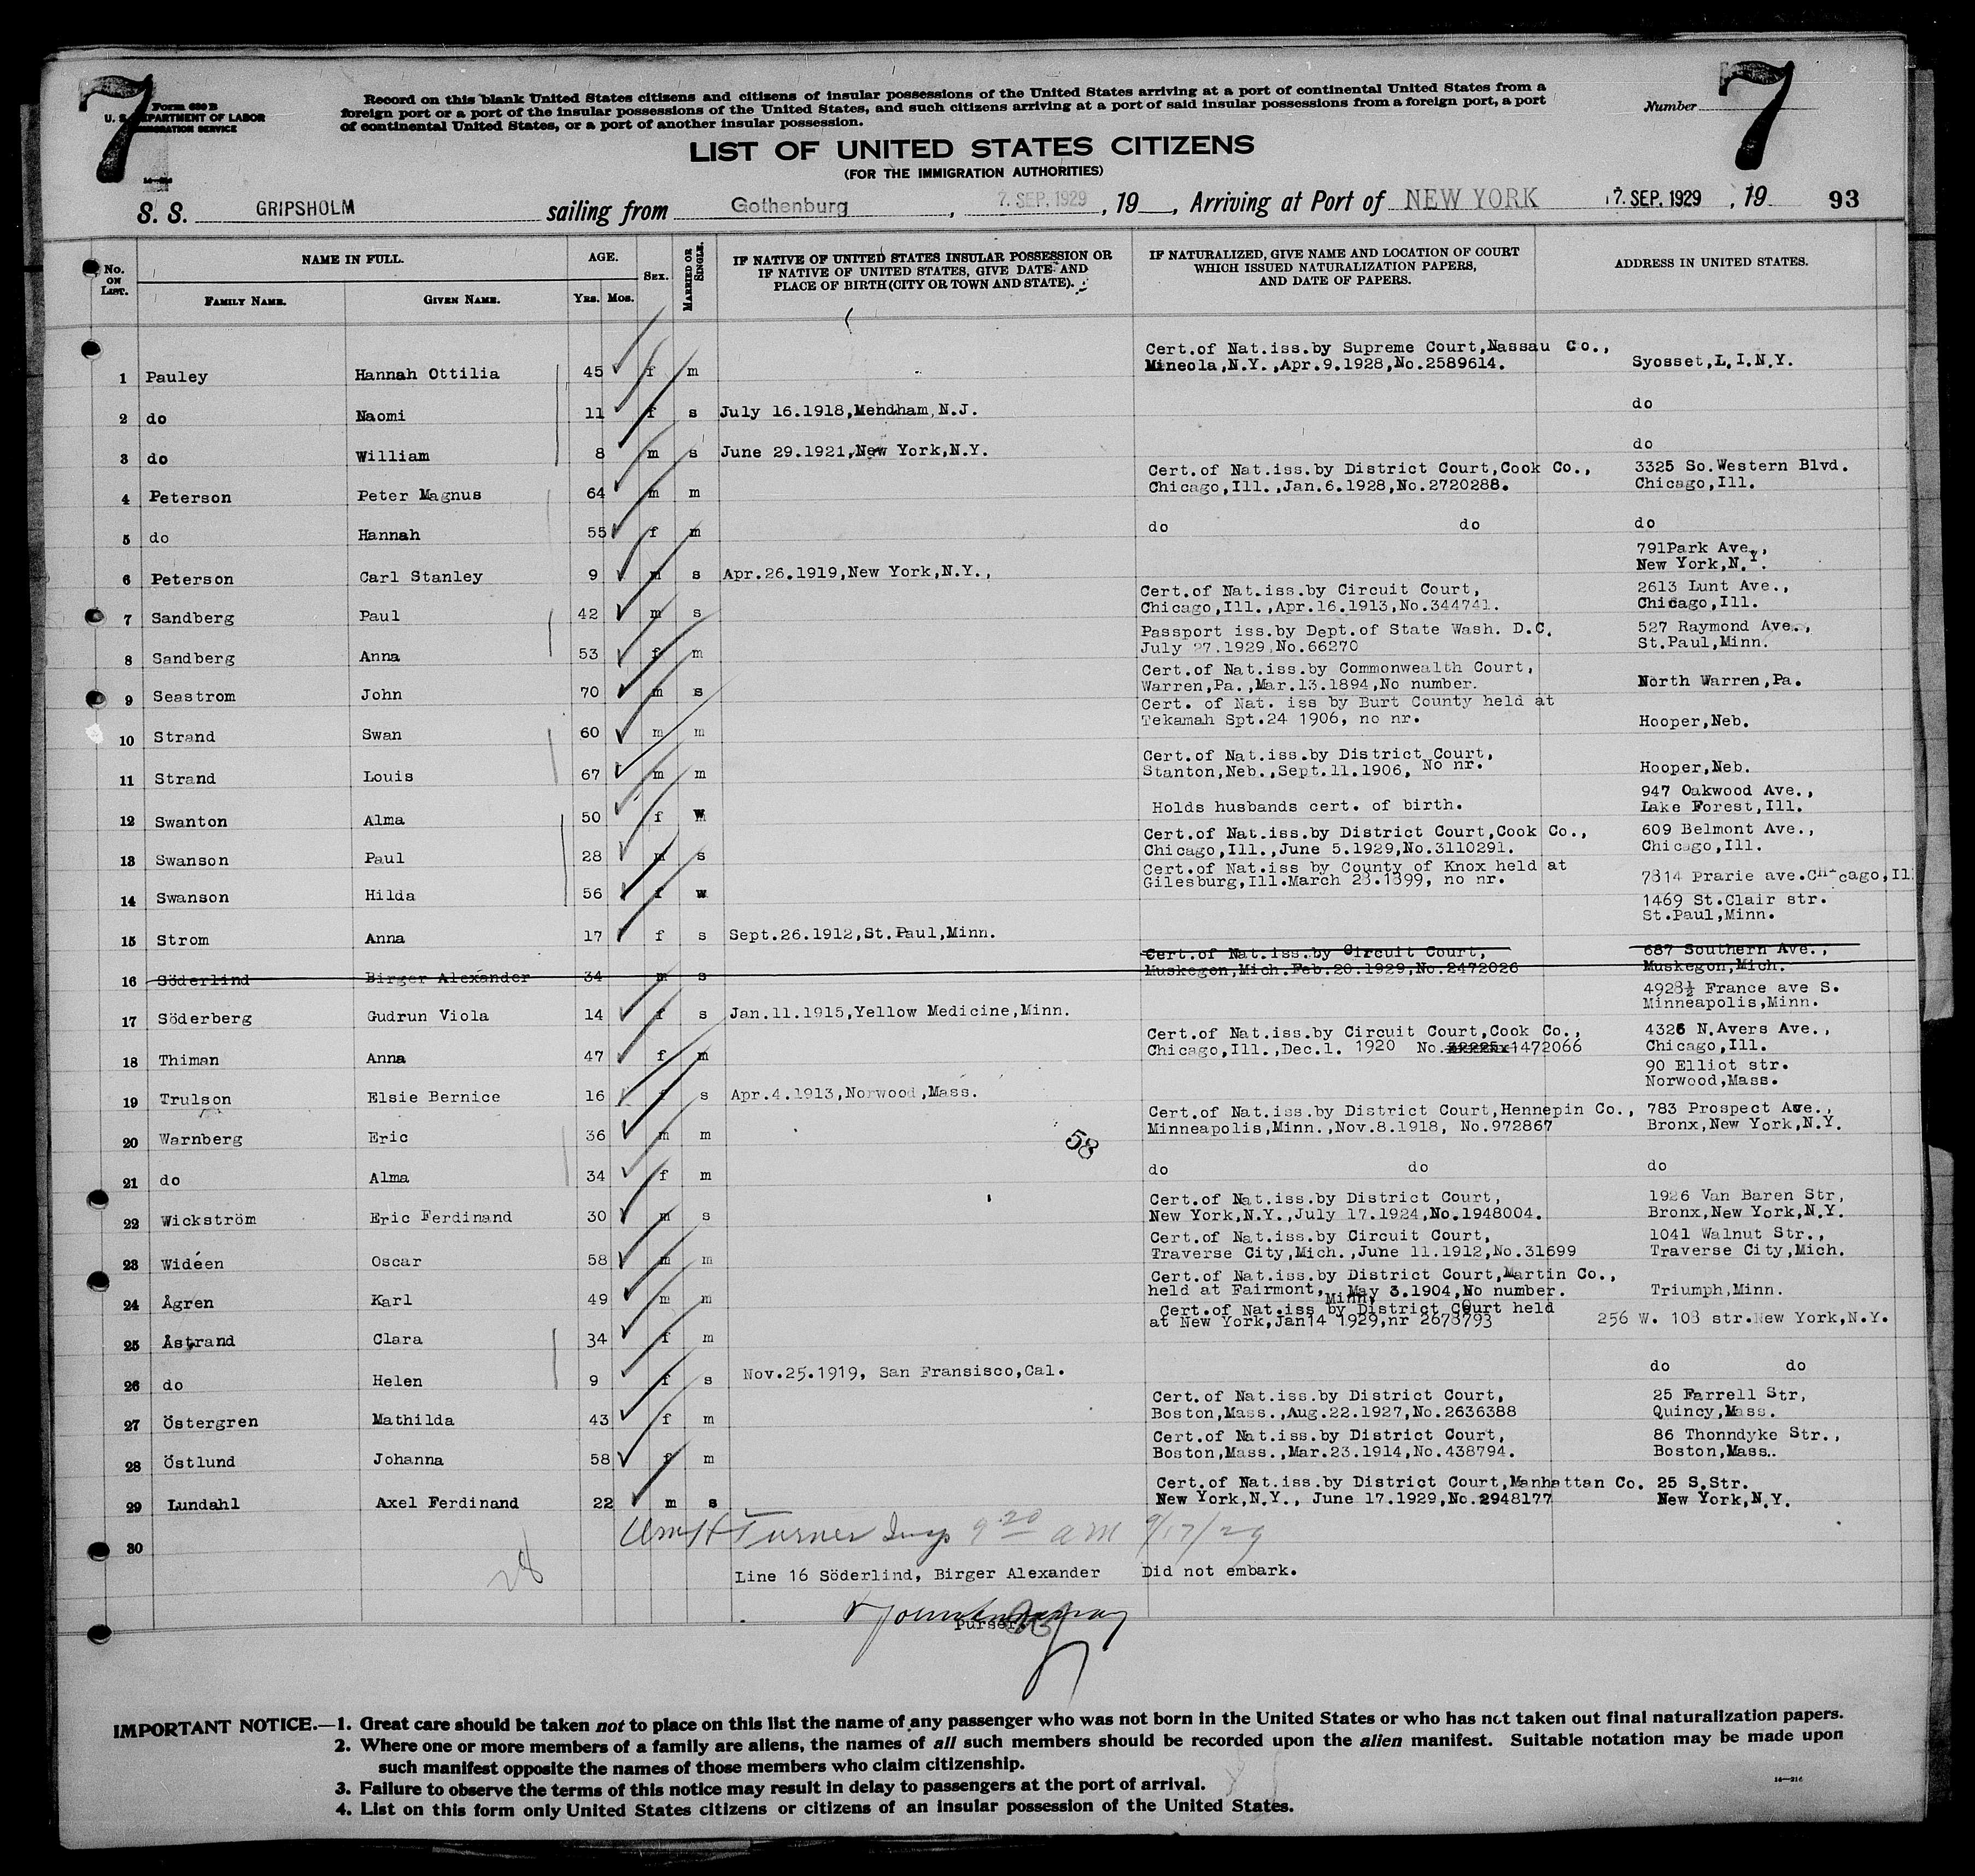 7
7
Form 630 B
U. S. DEPARTMENT OF LABOR
IMMIGRATION SERVICE
Record on this blank United States citizens and citizens of insular possessions of the United States arriving at a port of continental United States from a
foreign port or a port of the insular possessions of the United States, and such citizens arriving at a port of said insular possessions from a foreign port, a port
of continental United States, or a port of another insular possession.
Number
LIST OF UNITED STATES CITIZENS
(FOR THE IMMIGRATION AUTHORITIES)
S. S. GRIPSHOLM sailing from Gothenburg, 7. SEP. 1929, 19, Arriving at Port of NEW YORK 17. SEP. 1929, 19 93
No. ON LIST. NAME IN FULL. AGE. SEX. MARRIED OR SINGLE. IF NATIVE OF UNITED STATES INSULAR POSSESSION OR IF NATIVE OF UNITED STATES, GIVE DATE AND PLACE OF BIRTH (CITY OR TOWN AND STATE). IF NATURALIZED, GIVE NAME AND LOCATION OF COURT WHICH ISSUED NATURALIZATION PAPERS, AND DATE OF PAPERS. ADDRESS IN UNITED STATES.
FAMILY NAME. GIVEN NAME. YRS. MOS.
Cert.of Nat.iss.by Supreme Court,Nassau Co.,
1 Pauley Hannah Ottilia 45 f m Mineola,N.Y.,Apr.9.1928,No.2589614. Syosset,L.I.N.Y.
2 do Naomi 11 f s July 16.1918,Mendham,N.J. do
3 do William 8 m s June 29.1921,New York,N.Y. do
Cert.of Nat.iss.by District Court,Cook Co., 3325 So.Western Blvd.
4 Peterson Peter Magnus 64 m m Chicago,Ill.,Jan.6.1928,No.2720288. Chicago,Ill.
5 do Hannah 55 f m do do do
791Park Ave.,
6 Peterson Carl Stanley 9 m s Apr.26.1919,New York,N.Y., New York,N.Y.
Cert.of Nat.iss.by Circuit Court, 2613 Lunt Ave.,
7 Sandberg Paul 42 m s Chicago,Ill.,Apr.16.1913,No.344741. Chicago,Ill.
Passport iss.by Dept.of State Wash. D.C. 527 Raymond Ave.,
8 Sandberg Anna 53 f m July 27.1929,No.66270 St.Paul,Minn.
Cert.of Nat.iss.by Commonwealth Court,
9 Seastrom John 70 m s Warren,Pa.,Mar.13.1894,No number. North Warren,Pa.
Cert. of Nat. iss by Burt County held at
10 Strand Swan 60 m m Tekamah Spt.24 1906, no nr. Hooper,Neb.
Cert.of Nat.iss.by District Court,
11 Strand Louis 67 m m Stanton,Neb.,Sept.11.1906, No nr. Hooper,Neb.
947 Oakwood Ave.,
12 Swanton Alma 50 f w Holds husbands cert. of birth. Lake Forest,Ill.
Cert.of Nat.iss.by District Court,Cook Co., 609 Belmont Ave.,
13 Swanson Paul 28 m s Chicago,Ill.,June 5.1929,No.3110291. Chicago,Ill.
Cert.of Nat.iss by County of Knox held at
14 Swanson Hilda 56 f w Gilesburg,Ill.March 28.1899, no nr. 7814 Prarie ave.Chicago,Il
1469 St.Clair str.
15 Strom Anna 17 f s Sept.26.1912,St.Paul,Minn. St.Paul,Minn.
Cert.of Nat.iss.by Circuit Court, 687 Southern Ave.,
16 Söderlind Birger Alexander 34 m s Muskegon,Mich.Feb.20.1929,No.2472026 Muskegon,Mich.
4928½ France ave S.
17 Söderberg Gudrun Viola 14 f s Jan.11.1915,Yellow Medicine,Minn. Minneapolis,Minn.
Cert.of Nat.iss.by Circuit Court,Cook Co., 4326 N.Avers Ave.,
18 Thiman Anna 47 f m Chicago,Ill.,Dec.1. 1920 No. 1472066 Chicago,Ill.
90 Elliot str.
19 Trulson Elsie Bernice 16 f s Apr.4.1913,Norwood,Mass. Norwood,Mass.
Cert.of Nat.iss.by District Court,Hennepin Co., 783 Prospect Ave.,
20 Warnberg Eric 36 m m Minneapolis,Minn.,Nov.8.1918, No.972867 Bronx,New York,N.Y.
58
21 do Alma 34 f m do do do
Cert.of Nat.iss.by District Court, 1926 Van Baren Str,
22 Wickström Eric Ferdinand 30 m s New York,N.Y.,July 17.1924,No.1948004. Bronx,New York,N.Y.
Cert.of Nat.iss.by Circuit Court, 1041 Walnut Str.,
23 Widéen Oscar 58 m m Traverse City,Mich.,June 11.1912,No.31699 Traverse City,Mich.
Cert.of Nat.iss.by District Court,Martin Co.,
24 Ågren Karl 49 m m held at Fairmont, Minn, May 3.1904,No number. Triumph,Minn.
Cert.of Nat.iss by District Court held
25 Åstrand Clara 34 f m at New York,Jan14 1929,nr 2678793 256 W. 108 str.New York,N.Y.
26 do Helen 9 f s Nov.25.1919, San Fransisco,Cal. do do
Cert.of Nat.iss.by District Court, 25 Farrell Str,
27 Östergren Mathilda 43 f m Boston,Mass.,Aug.22.1927,No.2636388 Quincy,Mass.
Cert.of Nat.iss.by District Court, 86 Thonndyke Str.,
28 Östlund Johanna 58 f m Boston,Mass.,Mar.23.1914,No.438794. Boston,Mass..
Cert.of Nat.iss.by District Court,Manhattan Co. 25 S.Str.
29 Lundahl Axel Ferdinand 22 m s New York,N.Y., June 17.1929,No.2948177 New York,N.Y.
Turner Insp 9.20 am 9/17/29
30
28
Line 16 Söderlind, Birger Alexander Did not embark.
Purser.
IMPORTANT NOTICE.—1. Great care should be taken not to place on this list the name of any passenger who was not born in the United States or who has not taken out final naturalization papers.
2. Where one or more members of a family are aliens, the names of all such members should be recorded upon the alien manifest. Suitable notation may be made upon
such manifest opposite the names of those members who claim citizenship.
3. Failure to observe the terms of this notice may result in delay to passengers at the port of arrival.
4. List on this form only United States citizens or citizens of an insular possession of the United States.